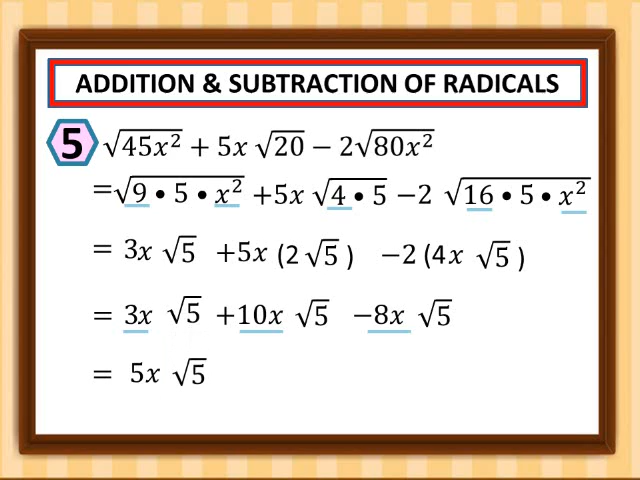 ADDITION & SUBTRACTION OF RADICALS
5 √45x² + 5x √20 − 2√80x²
=√9 • 5 • x² +5x √4 • 5 −2 √16 • 5 • x²
= 3x √5 +5x (2√5 ) −2 (4x √5 )
= 3x √5 +10x √5 −8x √5
= 5x √5